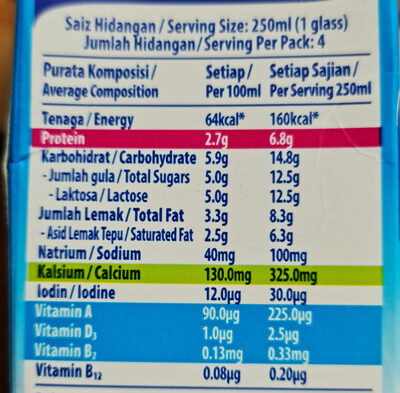 Saiz Hidangan / Serving Size: 250ml (1 glass)
Jumlah Hidangan / Serving Per Pack: 4
Purata Komposisi / Setiap / Setiap Sajian /
Average Composition Per 100ml Per Serving 250ml
Tenaga / Energy 64kcal* 160kcal*
Protein 2.7g 6.8g
Karbohidrat / Carbohydrate 5.9g 14.8g
- Jumlah gula / Total Sugars 5.0g 12.5g
- Laktosa / Lactose 5.0g 12.5g
Jumlah Lemak / Total Fat 3.3g 8.3g
- Asid Lemak Tepu / Saturated Fat 2.5g 6.3g
Natrium / Sodium 40mg 100mg
Kalsium / Calcium 130.0mg 325.0mg
Iodin / Iodine 12.0µg 30.0µg
Vitamin A 90.0µg 225.0µg
Vitamin D3 1.0µg 2.5µg
Vitamin B2 0.13mg 0.33mg
Vitamin B12 0.08µg 0.20µg